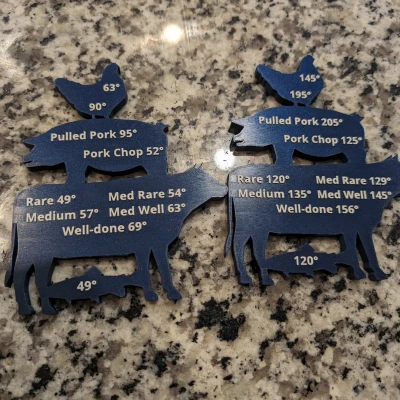 63°
90°
Pulled Pork 95°
Pork Chop 52°
Rare 49° Med Rare 54°
Medium 57° Med Well 63°
Well-done 69°
49°
145°
195°
Pulled Pork 205°
Pork Chop 125°
Rare 120° Med Rare 129°
Medium 135° Med Well 145°
Well-done 156°
120°